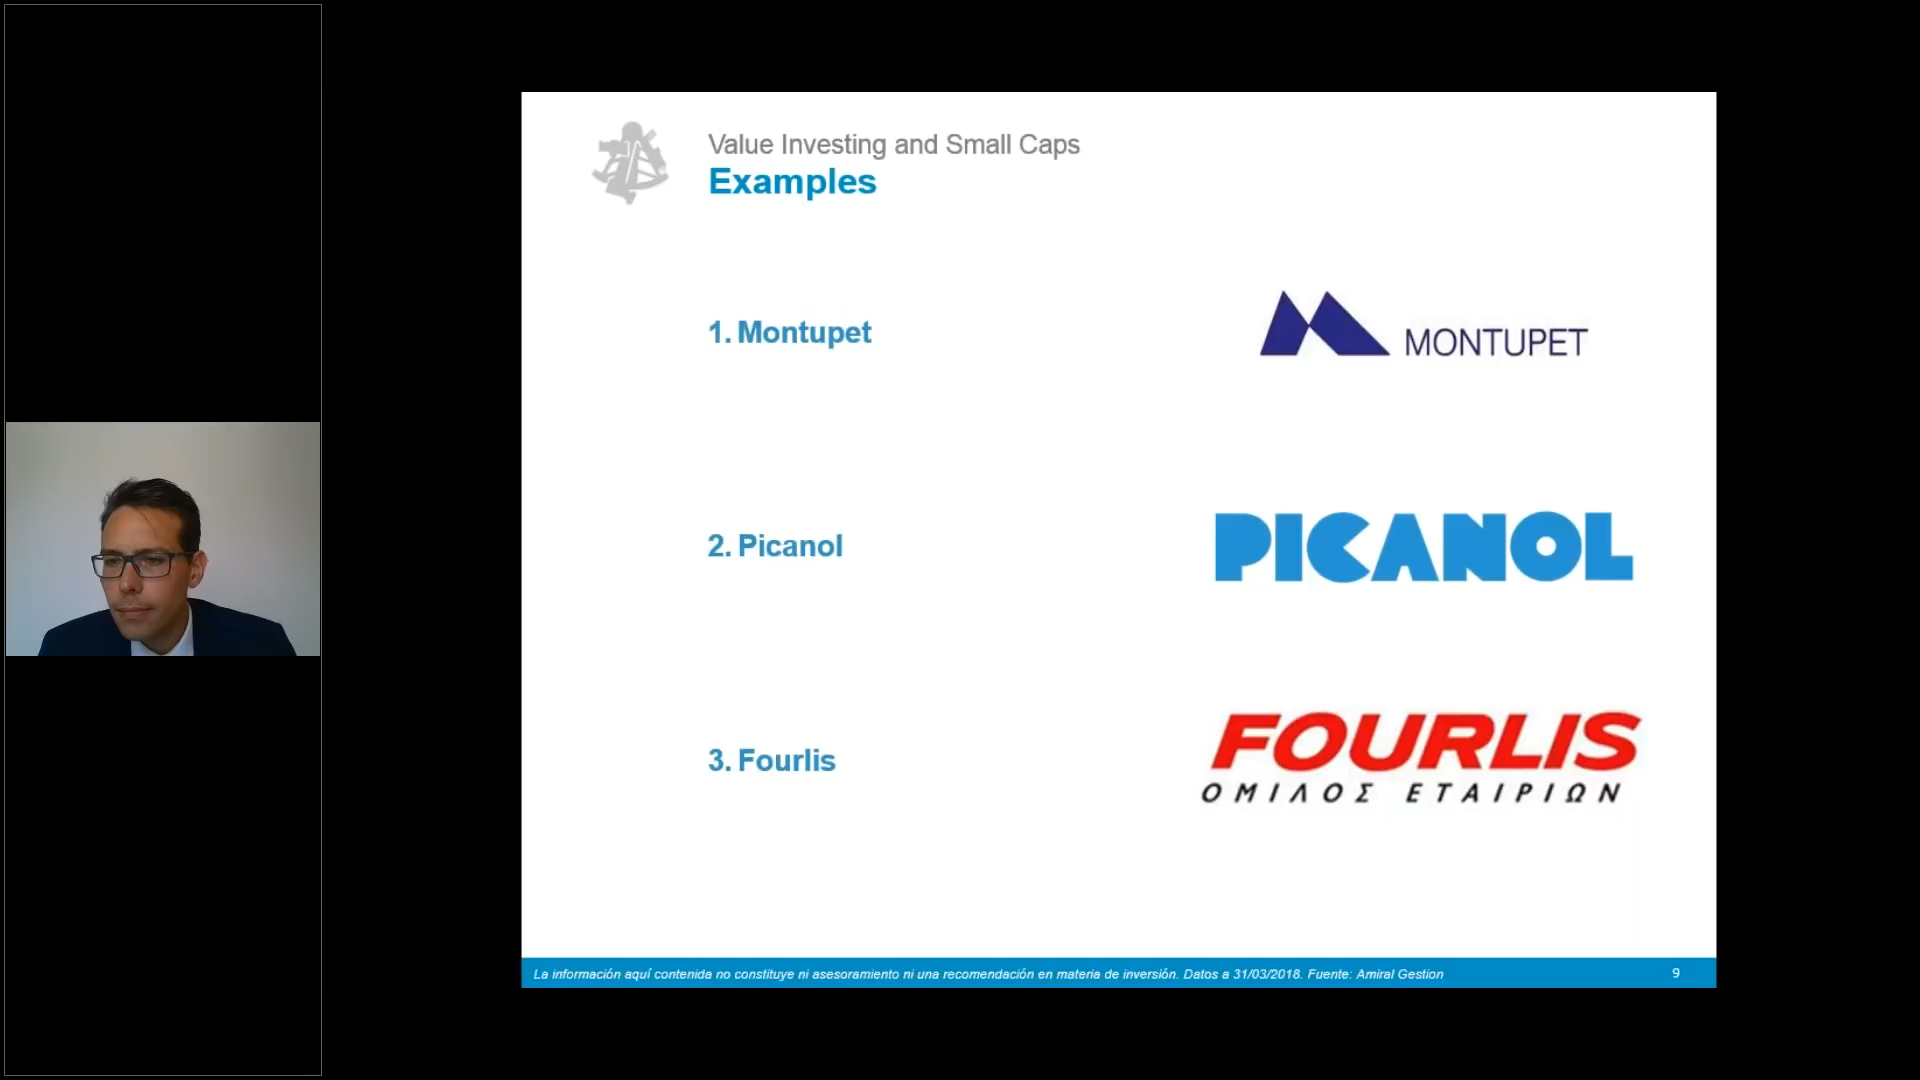 Value Investing and Small Caps
Examples
1. Montupet
MONTUPET
2. Picanol
PICANOL
3. Fourlis
FOURLIS
ΟΜΙΛΟΣ ΕΤΑΙΡΙΩΝ
La información aquí contenida no constituye ni asesoramiento ni una recomendación en materia de inversión. Datos a 31/03/2018. Fuente: Amiral Gestion
9